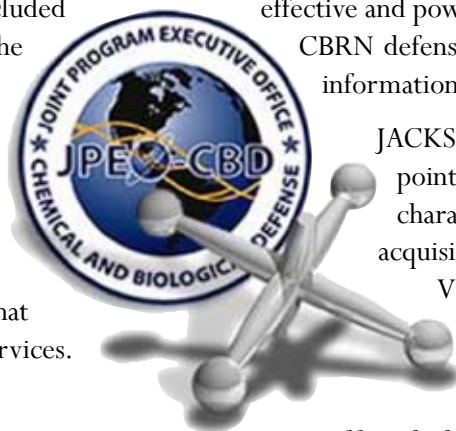 cluded
he
hat
rvices.
JOINT PROGRAM EXECUTIVE OFFICE
JPEO-CBD
CHEMICAL AND BIOLOGICAL DEFENSE
effective and pow
CBRN defens
information
JACKS
point
chara
acquisi
V